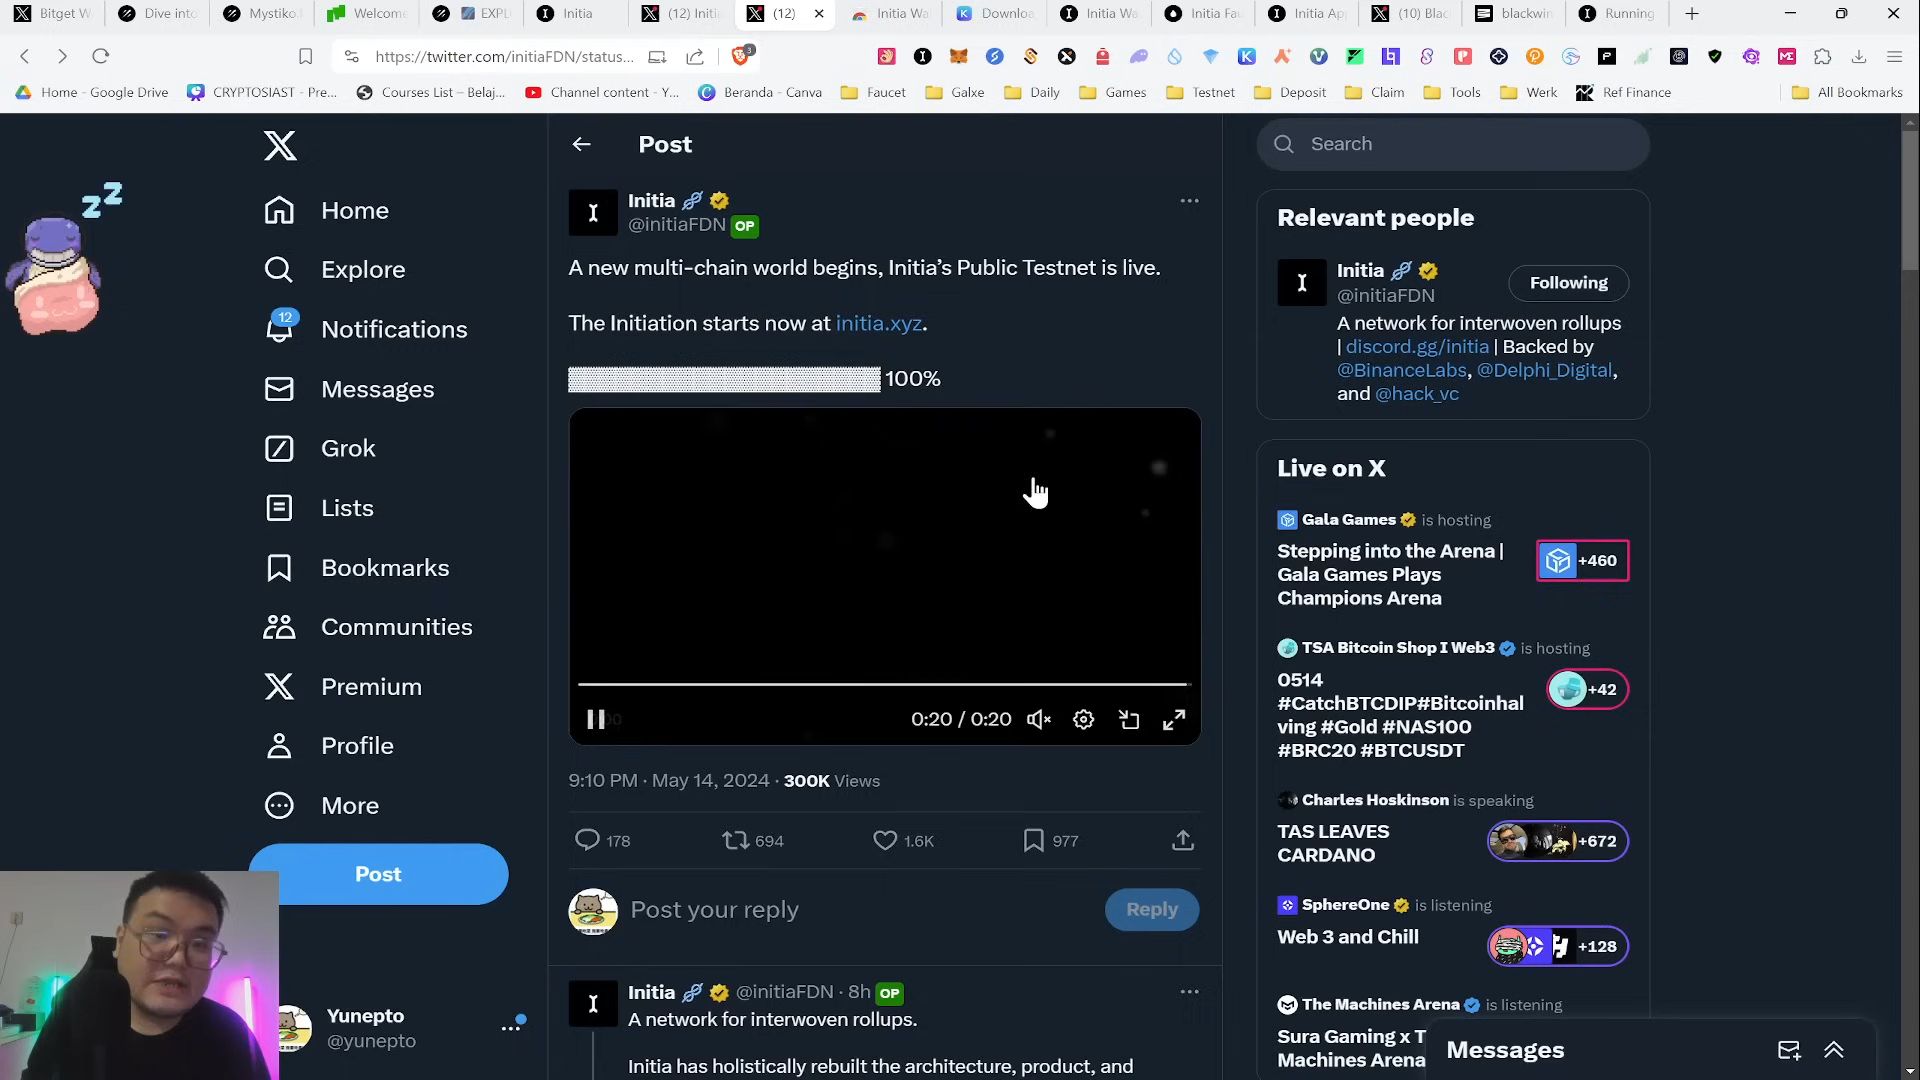 Bitget W
Dive into
Mystiko.
Welcome
EXPL
Initia
(12) Initi
(12)
Initia Wa
Downloa
Initia Wa
Initia Fau
Initia Ap
(10) Blac
blackwin
Running
https://twitter.com/initiaFDN/status...
3
Home - Google Drive
CRYPTOSIAST - Pre...
Courses List – Belaj...
Channel content - Y...
Beranda - Canva
Faucet
Galxe
Daily
Games
Testnet
Deposit
Claim
Tools
Werk
Ref Finance
All Bookmarks
Home
Explore
12
Notifications
Messages
Grok
Lists
Bookmarks
Communities
Premium
Profile
More
Post
Yunepto
@yunepto
Post
Initia
@initiaFDN OP
A new multi-chain world begins, Initia’s Public Testnet is live.
The Initiation starts now at initia.xyz.
▒▒▒▒▒▒▒▒▒▒▒▒▒▒▒▒▒▒▒▒ 100%
0:20 / 0:20
9:10 PM · May 14, 2024 · 300K Views
178
694
1.6K
977
Post your reply
Reply
Initia @initiaFDN · 8h OP
A network for interwoven rollups.
Initia has holistically rebuilt the architecture, product, and
Search
Relevant people
Initia
@initiaFDN
Following
A network for interwoven rollups
| discord.gg/initia | Backed by
@BinanceLabs, @Delphi_Digital,
and @hack_vc
Live on X
Gala Games is hosting
Stepping into the Arena |
Gala Games Plays
Champions Arena
+460
TSA Bitcoin Shop I Web3 is hosting
0514
#CatchBTCDIP#Bitcoinhal
ving #Gold #NAS100
#BRC20 #BTCUSDT
+42
Charles Hoskinson is speaking
TAS LEAVES
CARDANO
+672
SphereOne is listening
Web 3 and Chill
+128
The Machines Arena is listening
Sura Gaming x T
Machines Arena
Messages